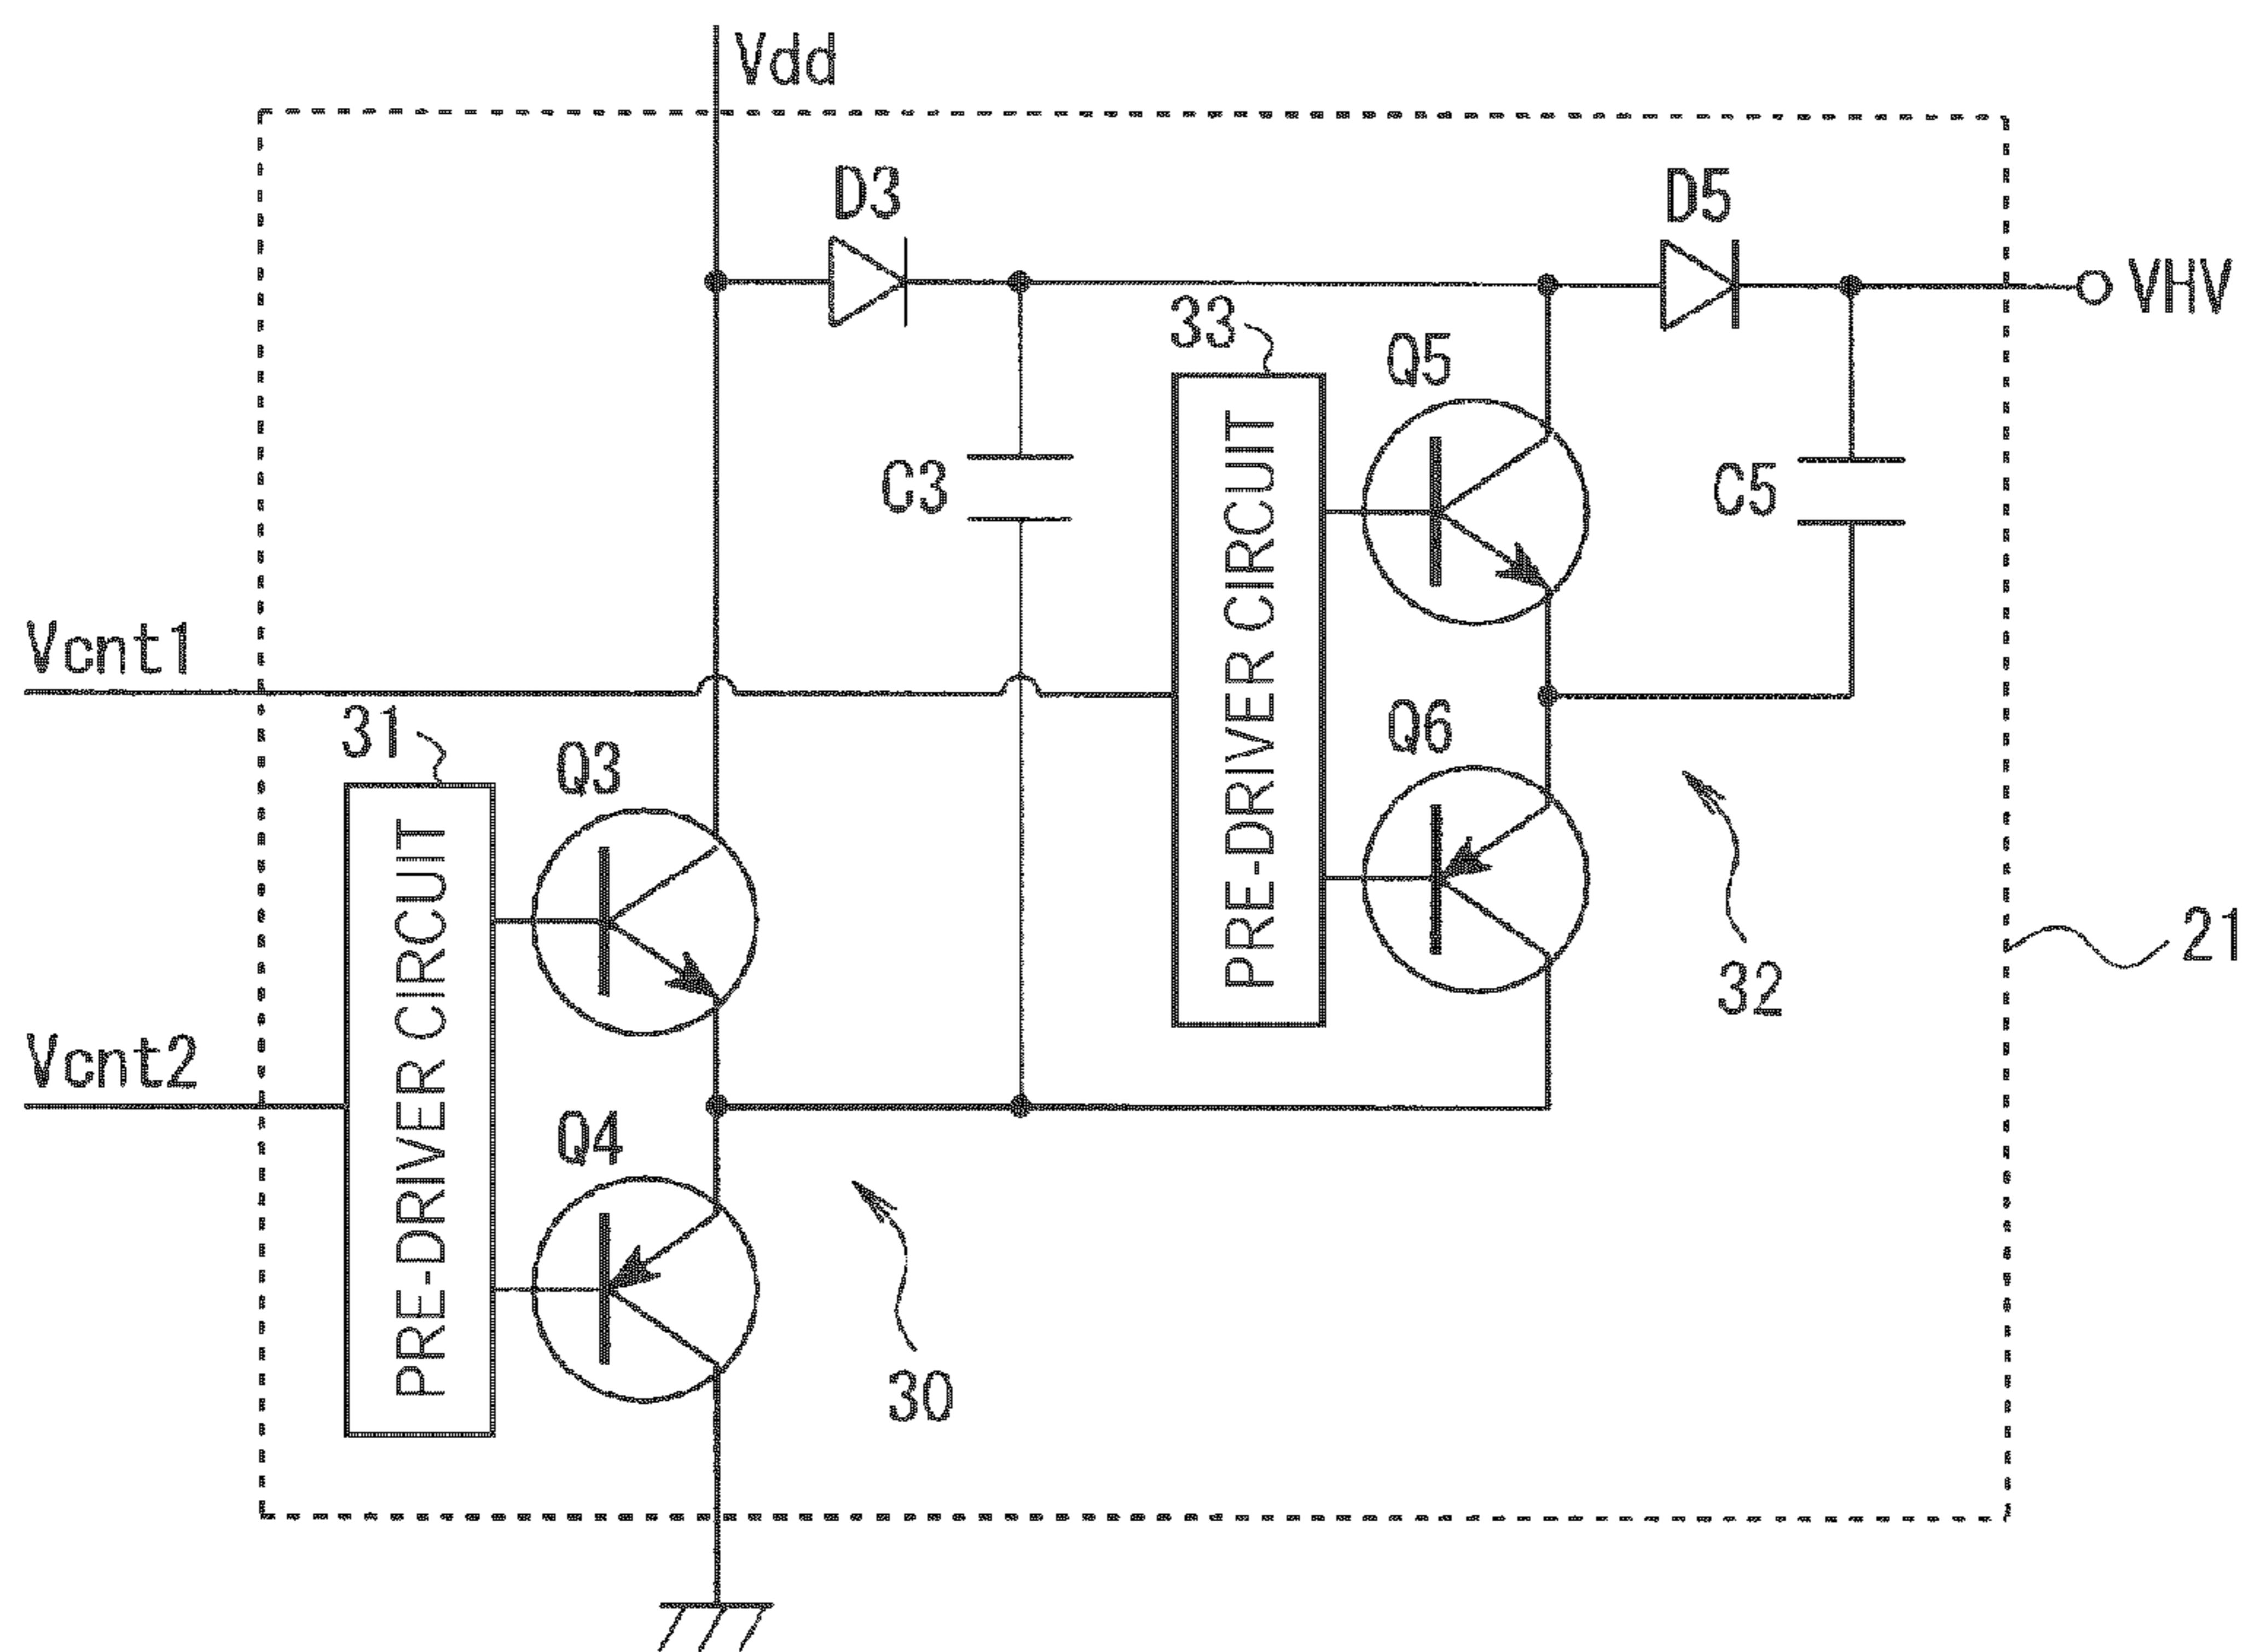 Vdd
D3
D5
VHV
33
Q5
C3
C5
PRE-DRIVER CIRCUIT
Vcnt1
31
Q3
Q6
PRE-DRIVER CIRCUIT
21
32
Vcnt2
Q4
30